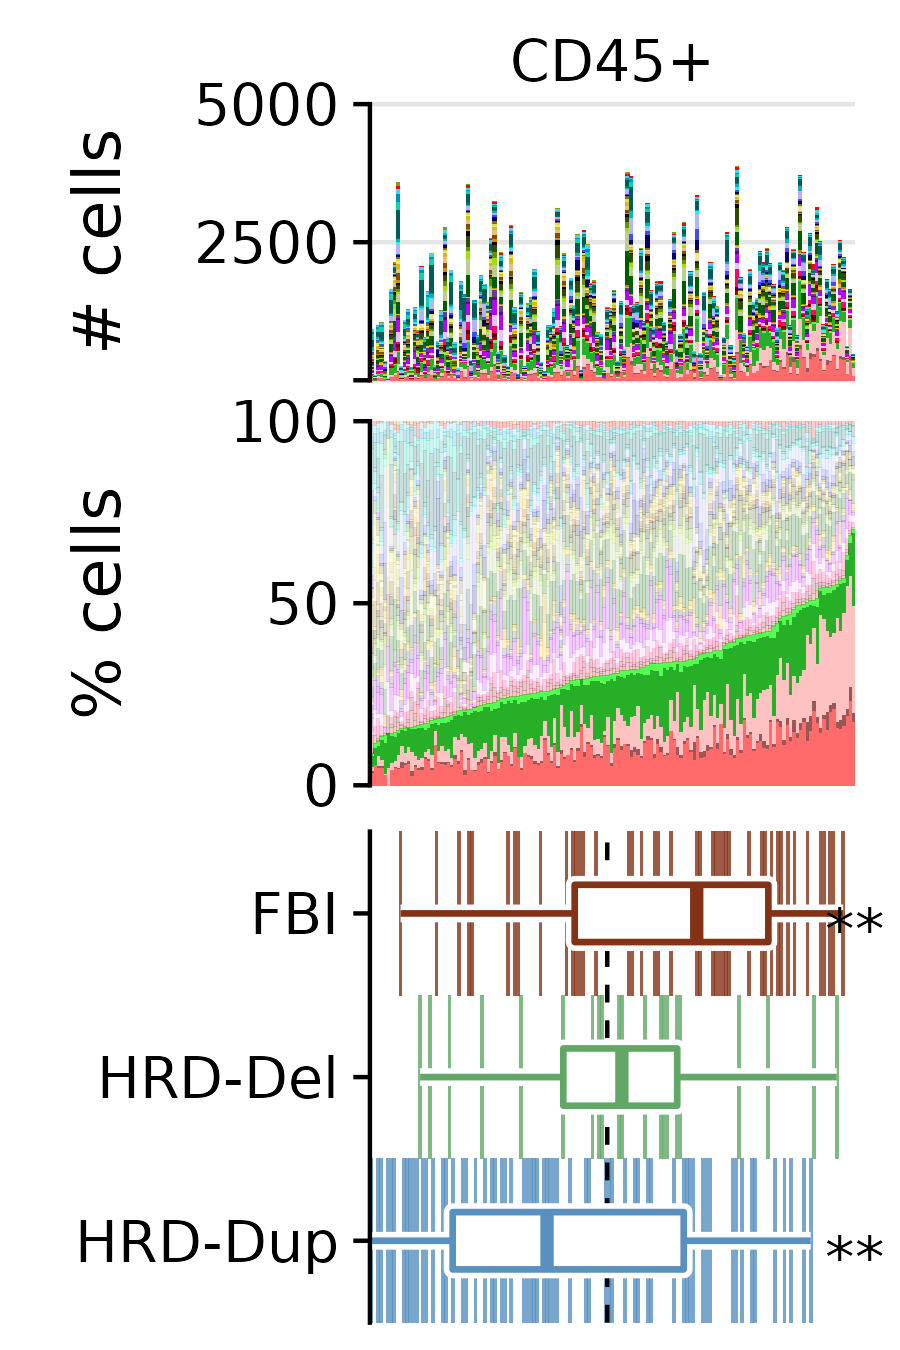 CD45+
5000
2500
# cells
100
50
0
% cells
FBI
**
HRD-Del
HRD-Dup
**